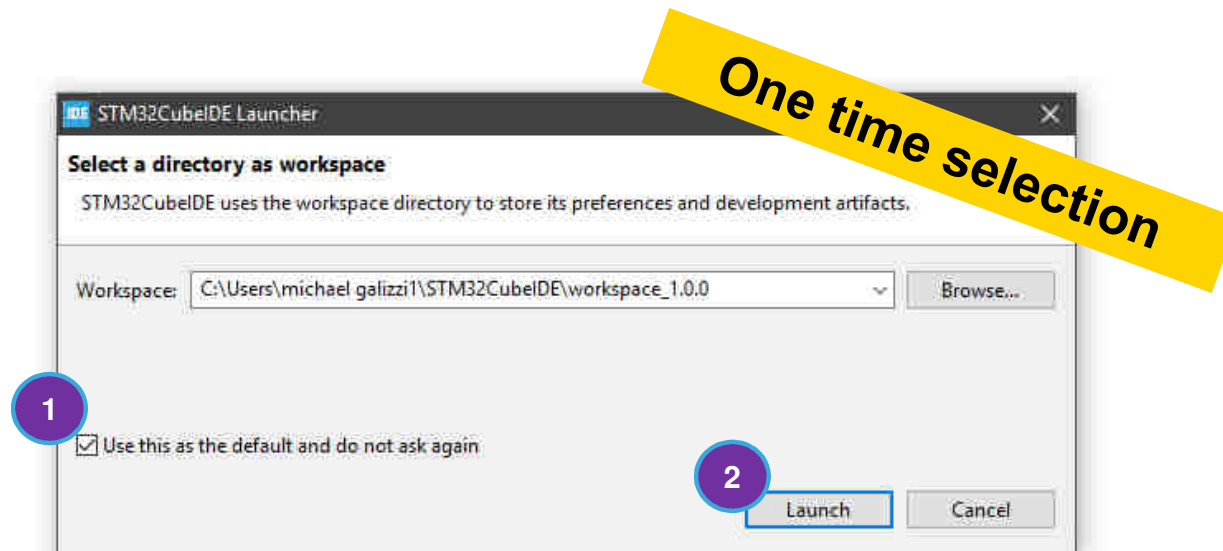 One time selection
IDE STM32CubeIDE Launcher
Select a directory as workspace
STM32CubeIDE uses the workspace directory to store its preferences and development artifacts.
Workspace: C:\Users\michael galizzi1\STM32CubeIDE\workspace_1.0.0 Browse...
1
Use this as the default and do not ask again
2
Launch Cancel